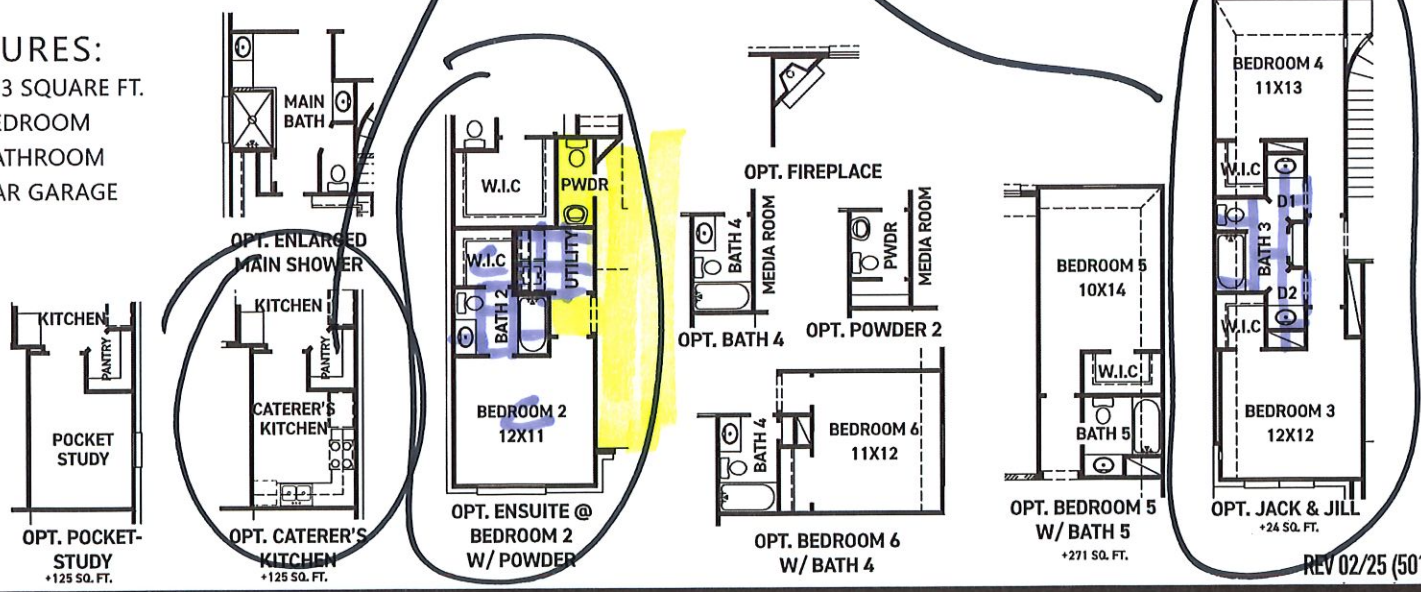 URES:
3 SQUARE FT.
EDROOM
ATHROOM
AR GARAGE
MAIN
BATH
OPT. ENLARGED
MAIN SHOWER
KITCHEN
PANTRY
POCKET
STUDY
OPT. POCKET-
STUDY
+125 SQ. FT.
KITCHEN
PANTRY
CATERER'S
KITCHEN
OPT. CATERER'S
KITCHEN
+125 SQ. FT.
W.I.C
PWDR
W.I.C
UTILITY
BATH 2
BEDROOM 2
12X11
OPT. ENSUITE @
BEDROOM 2
W/ POWDER
OPT. FIREPLACE
BATH 4
MEDIA ROOM
OPT. BATH 4
PWDR
MEDIA ROOM
OPT. POWDER 2
BATH 4
BEDROOM 6
11X12
OPT. BEDROOM 6
W/ BATH 4
BEDROOM 5
10X14
W.I.C
BATH 5
OPT. BEDROOM 5
W/ BATH 5
+271 SQ. FT.
BEDROOM 4
11X13
W.I.C
D1
BATH 3
D2
W.I.C
BEDROOM 3
12X12
OPT. JACK & JILL
+24 SQ. FT.
REV 02/25 (501